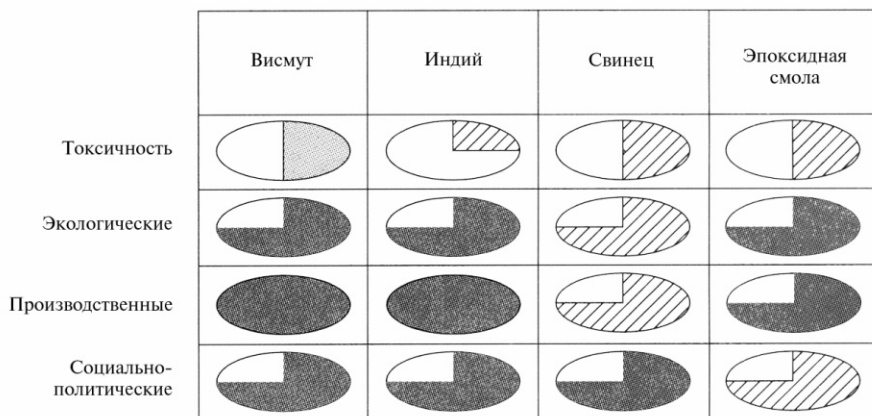 Висмут
Индий
Свинец
Эпоксидная
смола
Токсичность
Экологические
Производственные
Социально-
политические